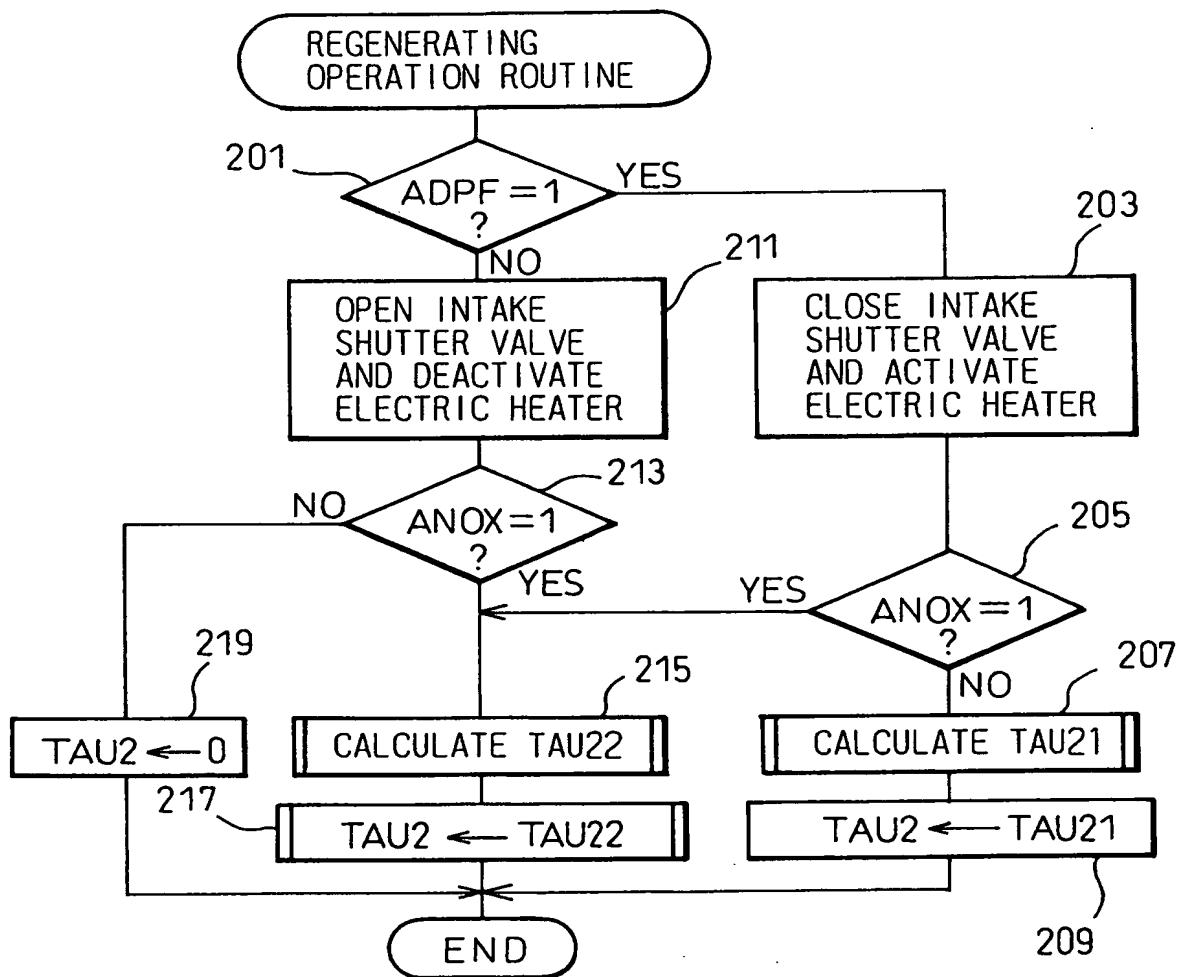 REGENERATING
OPERATION ROUTINE
201
ADPF=1
?
YES
NO
211
203
OPEN INTAKE
SHUTTER VALVE
AND DEACTIVATE
ELECTRIC HEATER
CLOSE INTAKE
SHUTTER VALVE
AND ACTIVATE
ELECTRIC HEATER
213
NO
ANOX=1
?
YES
205
YES
ANOX=1
?
NO
219
TAU2 ← 0
215
CALCULATE TAU22
207
CALCULATE TAU21
217
TAU2 ← TAU22
TAU2 ← TAU21
209
END